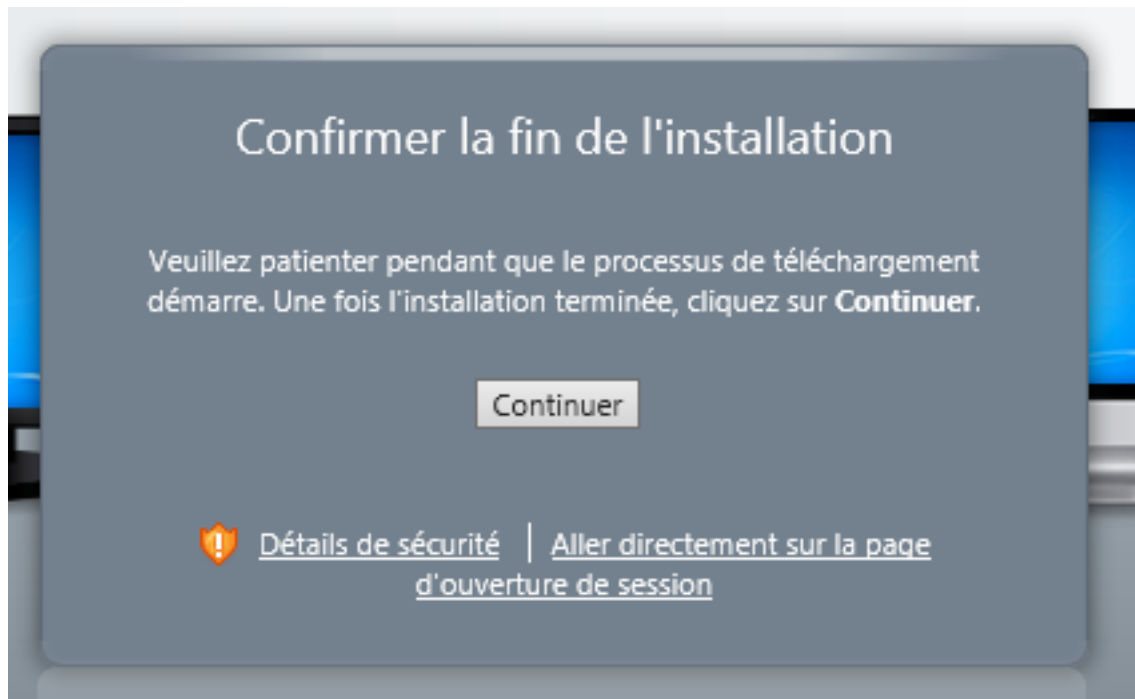 Confirmer la fin de l'installation
Veuillez patienter pendant que le processus de téléchargement
démarre. Une fois l'installation terminée, cliquez sur Continuer.
Continuer
Détails de sécurité | Aller directement sur la page
d'ouverture de session